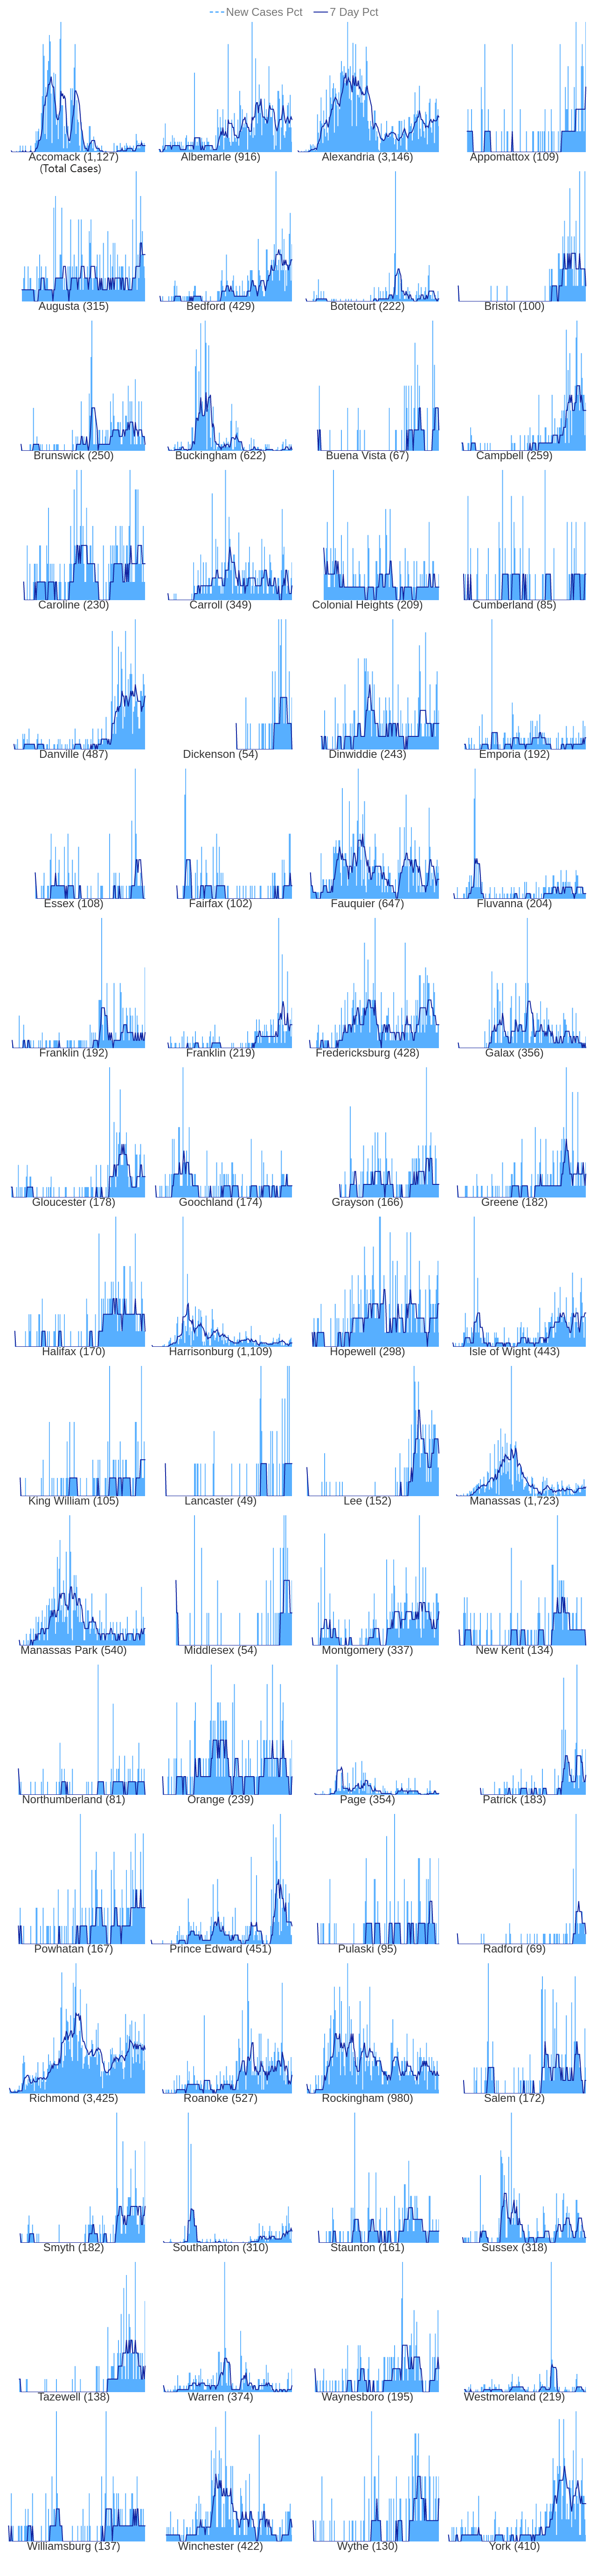 New Cases Pct 7 Day Pct
Accomack (1,127) Albemarle (916) Alexandria (3,146) Appomattox (109)
(Total Cases)
Augusta (315) Bedford (429) Botetourt (222) Bristol (100)
Brunswick (250) Buckingham (622) Buena Vista (67) Campbell (259)
Caroline (230) Carroll (349) Colonial Heights (209) Cumberland (85)
Danville (487) Dickenson (54) Dinwiddie (243) Emporia (192)
Essex (108) Fairfax (102) Fauquier (647) Fluvanna (204)
Franklin (192) Franklin (219) Fredericksburg (428) Galax (356)
Gloucester (178) Goochland (174) Grayson (166) Greene (182)
Halifax (170) Harrisonburg (1,109) Hopewell (298) Isle of Wight (443)
King William (105) Lancaster (49) Lee (152) Manassas (1,723)
Manassas Park (540) Middlesex (54) Montgomery (337) New Kent (134)
Northumberland (81) Orange (239) Page (354) Patrick (183)
Powhatan (167) Prince Edward (451) Pulaski (95) Radford (69)
Richmond (3,425) Roanoke (527) Rockingham (980) Salem (172)
Smyth (182) Southampton (310) Staunton (161) Sussex (318)
Tazewell (138) Warren (374) Waynesboro (195) Westmoreland (219)
Williamsburg (137) Winchester (422) Wythe (130) York (410)